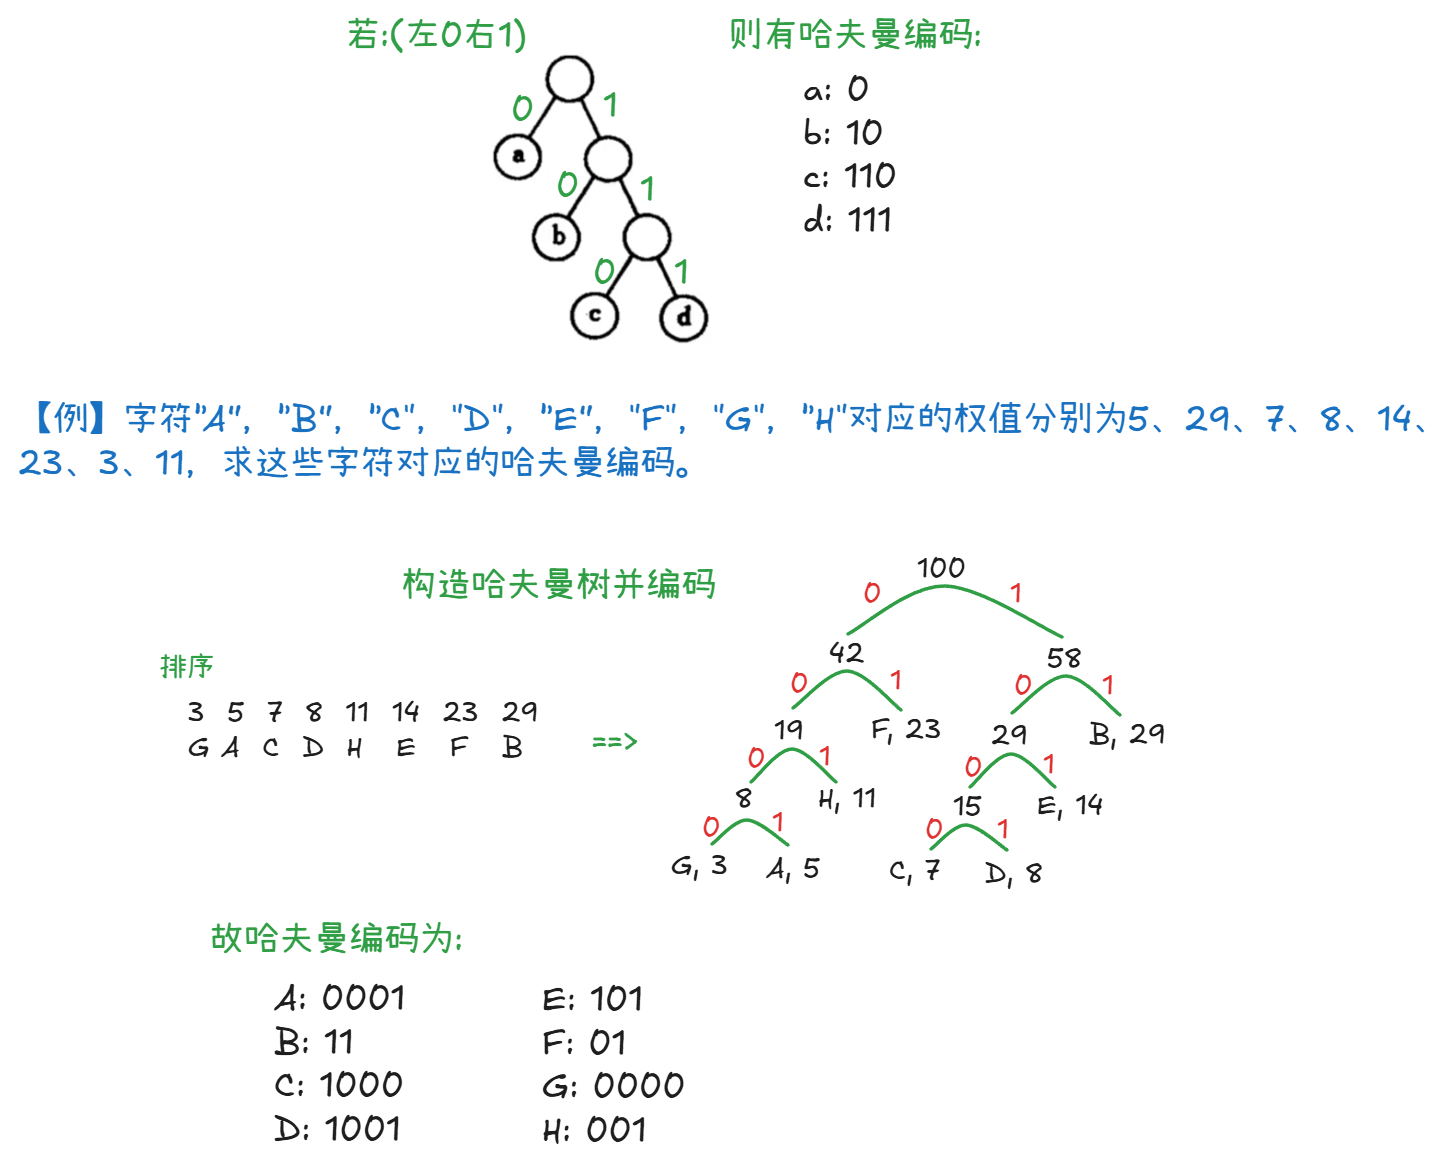 若:(左0右1)
则有哈夫曼编码:
0 1
a
0 1
b
0 1
c d
a: 0
b: 10
c: 110
d: 111
【例】字符"A", "B", "C", "D", "E", "F", "G", "H"对应的权值分别为5、29、7、8、14、
23、3、11, 求这些字符对应的哈夫曼编码。
构造哈夫曼树并编码
排序
3 5 7 8 11 14 23 29
G A C D H E F B
==>
100
0 1
42 58
0 1 0 1
19 F, 23 29 B, 29
0 1 0 1
8 H, 11 15 E, 14
0 1 0 1
G, 3 A, 5 C, 7 D, 8
故哈夫曼编码为:
A: 0001
B: 11
C: 1000
D: 1001
E: 101
F: 01
G: 0000
H: 001